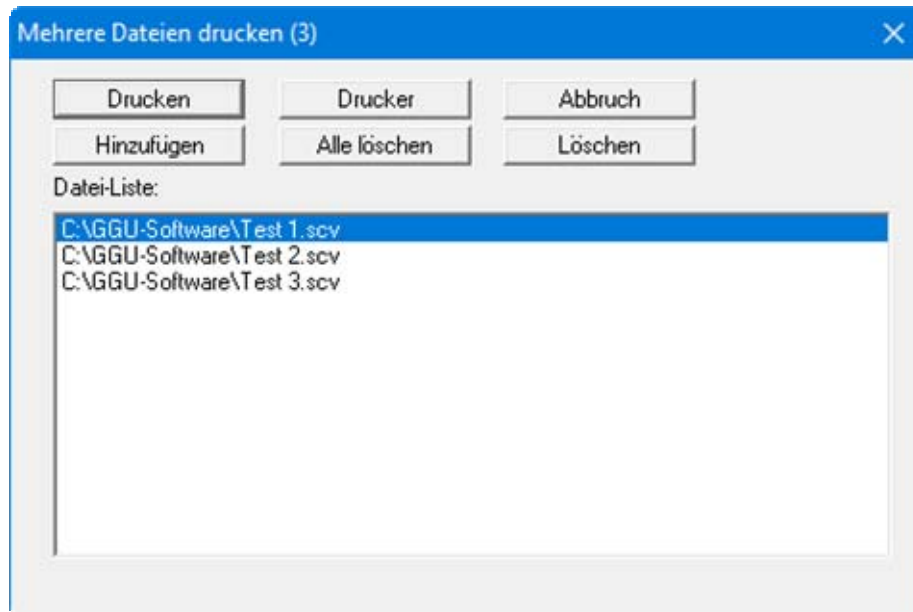 Mehrere Dateien drucken (3)
Drucken Drucker Abbruch
Hinzufügen Alle löschen Löschen
Datei-Liste:
C:\GGU-Software\Test 1.scv
C:\GGU-Software\Test 2.scv
C:\GGU-Software\Test 3.scv